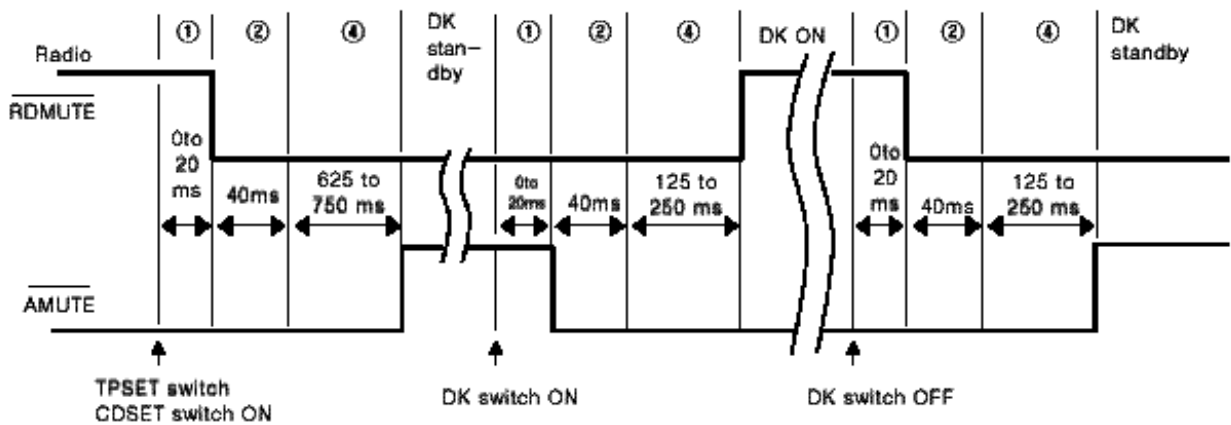 ① ② ④ DK stan- dby ① ② ④ DK ON ① ② ④ DK standby
Radio
RDMUTE
0to 20 ms 40ms 625 to 750 ms 0to 20ms 40ms 125 to 250 ms 0to 20 ms 40ms 125 to 250 ms
AMUTE
TPSET switch
CDSET switch ON
DK switch ON
DK switch OFF